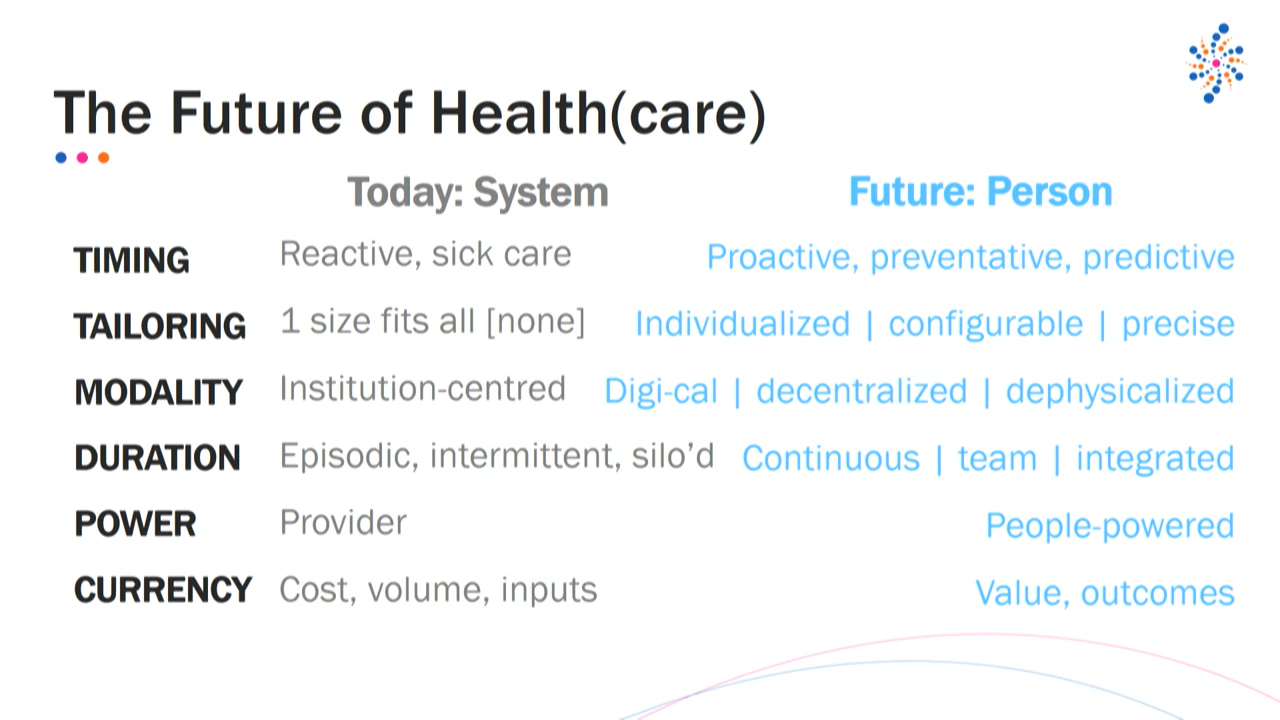 The Future of Health(care)
Today: System Future: Person
TIMING Reactive, sick care Proactive, preventative, predictive
TAILORING 1 size fits all [none] Individualized | configurable | precise
MODALITY Institution-centred Digi-cal | decentralized | dephysicalized
DURATION Episodic, intermittent, silo’d Continuous | team | integrated
POWER Provider People-powered
CURRENCY Cost, volume, inputs Value, outcomes